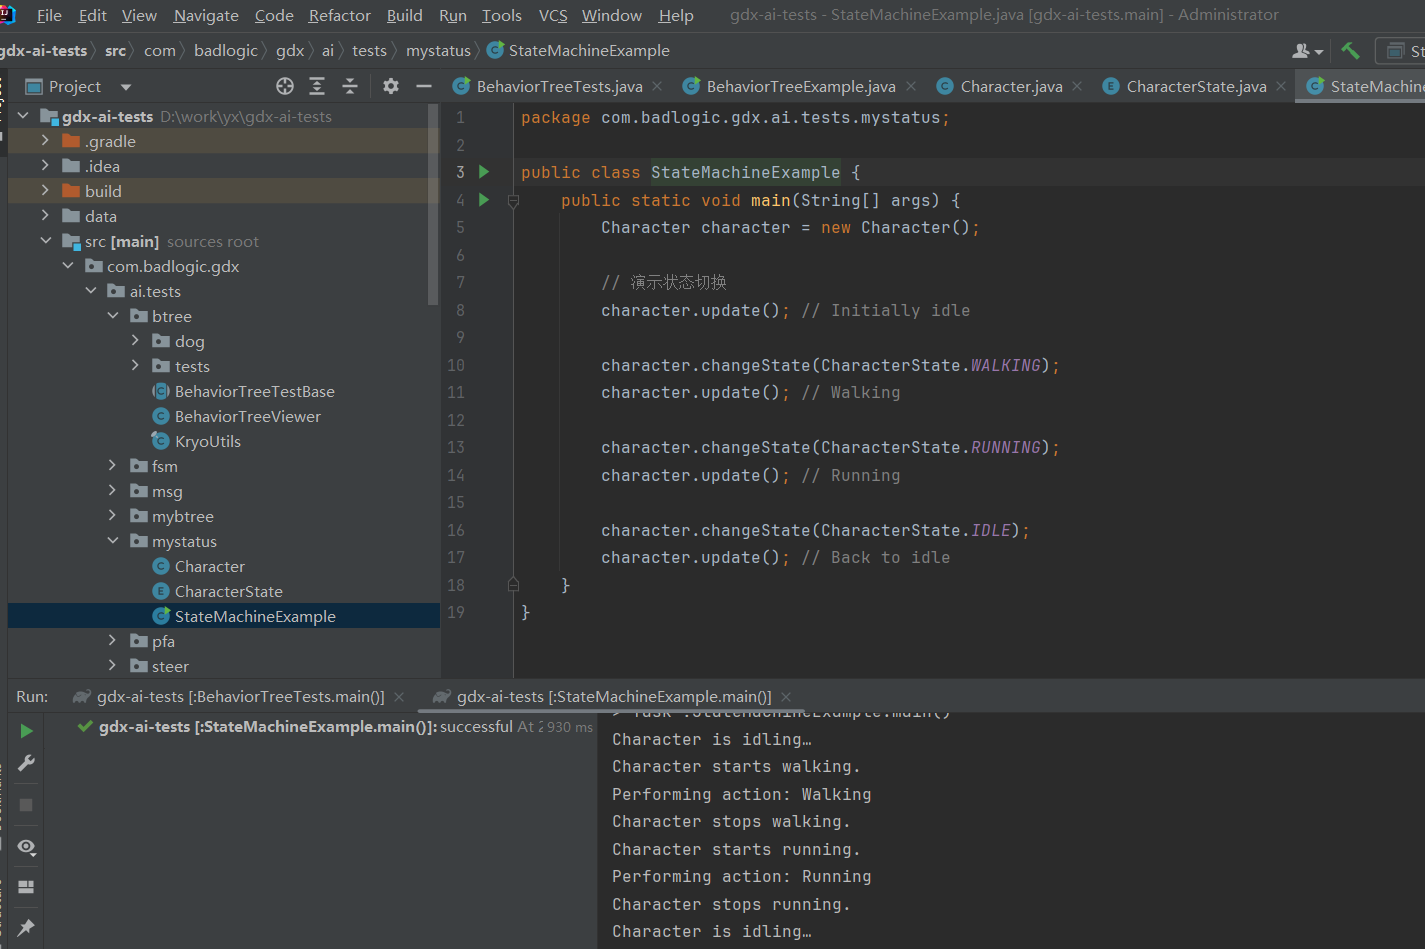 File Edit View Navigate Code Refactor Build Run Tools VCS Window Help gdx-ai-tests - StateMachineExample.java [gdx-ai-tests.main] - Administrator
gdx-ai-tests src com badlogic gdx ai tests mystatus StateMachineExample
Project BehaviorTreeTests.java BehaviorTreeExample.java Character.java CharacterState.java StateMachine
gdx-ai-tests D:\work\yx\gdx-ai-tests
.gradle
.idea
build
data
src [main] sources root
com.badlogic.gdx
ai.tests
btree
dog
tests
BehaviorTreeTestBase
BehaviorTreeViewer
KryoUtils
fsm
msg
mybtree
mystatus
Character
CharacterState
StateMachineExample
pfa
steer
1 package com.badlogic.gdx.ai.tests.mystatus;
2
3 public class StateMachineExample {
4 public static void main(String[] args) {
5 Character character = new Character();
6
7 // 演示状态切换
8 character.update(); // Initially idle
9
10 character.changeState(CharacterState.WALKING);
11 character.update(); // Walking
12
13 character.changeState(CharacterState.RUNNING);
14 character.update(); // Running
15
16 character.changeState(CharacterState.IDLE);
17 character.update(); // Back to idle
18 }
19 }
Run: gdx-ai-tests [:BehaviorTreeTests.main()] gdx-ai-tests [:StateMachineExample.main()]
gdx-ai-tests [:StateMachineExample.main()]: successful At 930 ms
> Task :StateMachineExample.main()
Character is idling…
Character starts walking.
Performing action: Walking
Character stops walking.
Character starts running.
Performing action: Running
Character stops running.
Character is idling…